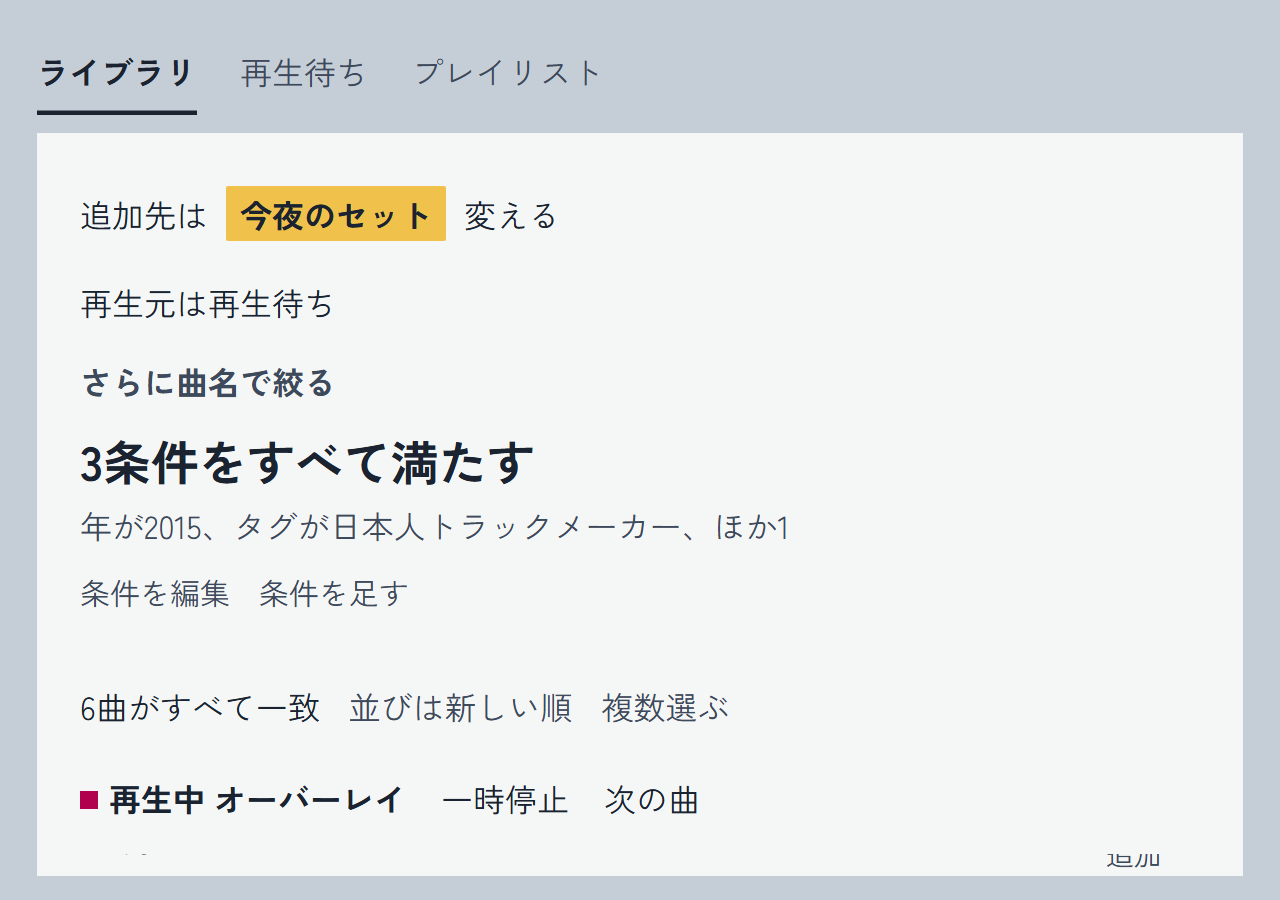 ライブラリ 再生待ち プレイリスト
追加先は 今夜のセット 変える
再生元は再生待ち
さらに曲名で絞る
3条件をすべて満たす
年が2015、タグが日本人トラックメーカー、ほか1
条件を編集 条件を足す
6曲がすべて一致 並びは新しい順 複数選ぶ
再生中 オーバーレイ 一時停止 次の曲
追加